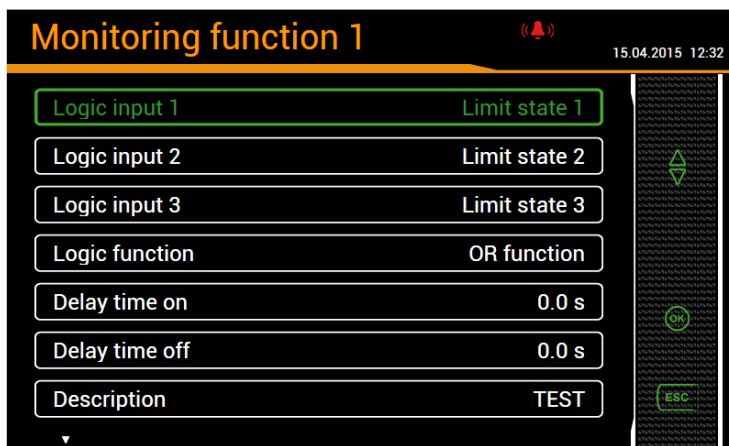 Monitoring function 1
15.04.2015 12:32
Logic input 1 Limit state 1
Logic input 2 Limit state 2
Logic input 3 Limit state 3
Logic function OR function
Delay time on 0.0 s
Delay time off 0.0 s
Description TEST
OK
ESC